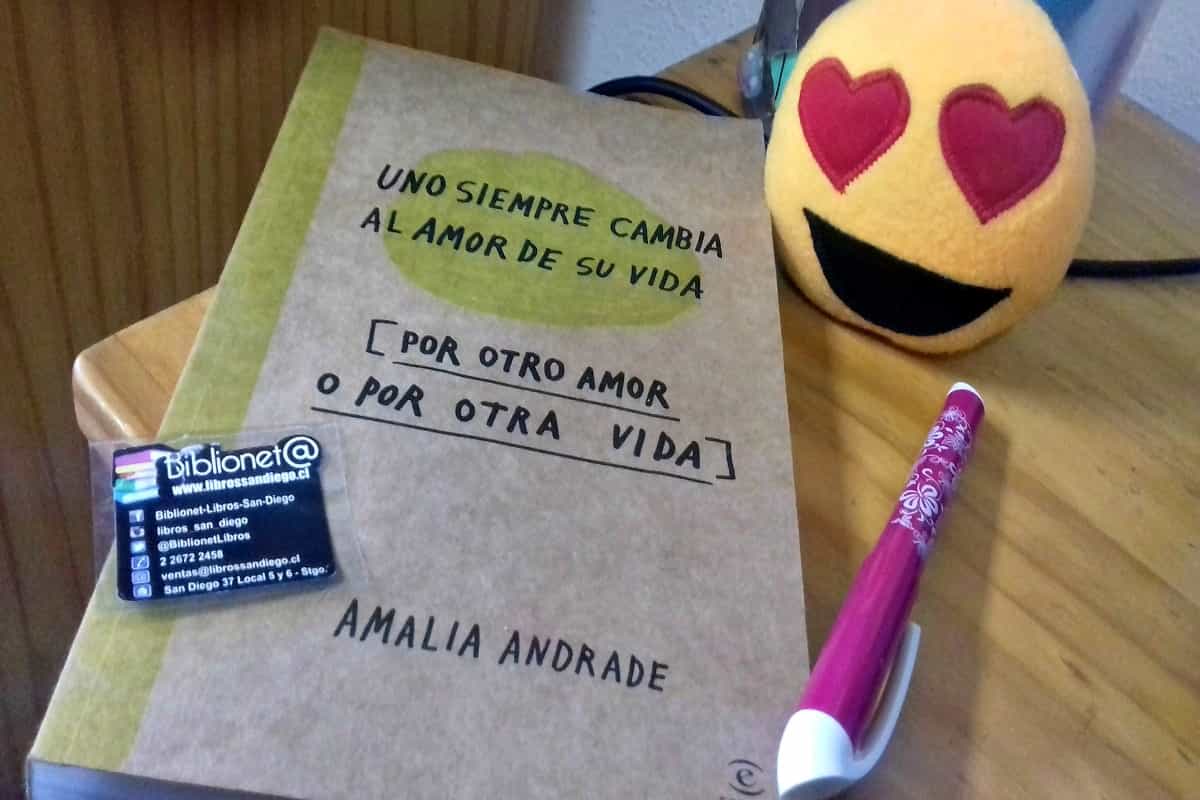 UNO SIEMPRE CAMBIA
AL AMOR DE SU VIDA
[POR OTRO AMOR
O POR OTRA VIDA]
Biblionet@
www.librossandiego.cl
Biblionet-Libros-San-Diego
libros_san_diego
@BiblionetLibros
2 2672 2458
ventas@librossandiego.cl
San Diego 37 Local 5 y 6 - Stgo.
AMALIA ANDRADE
e